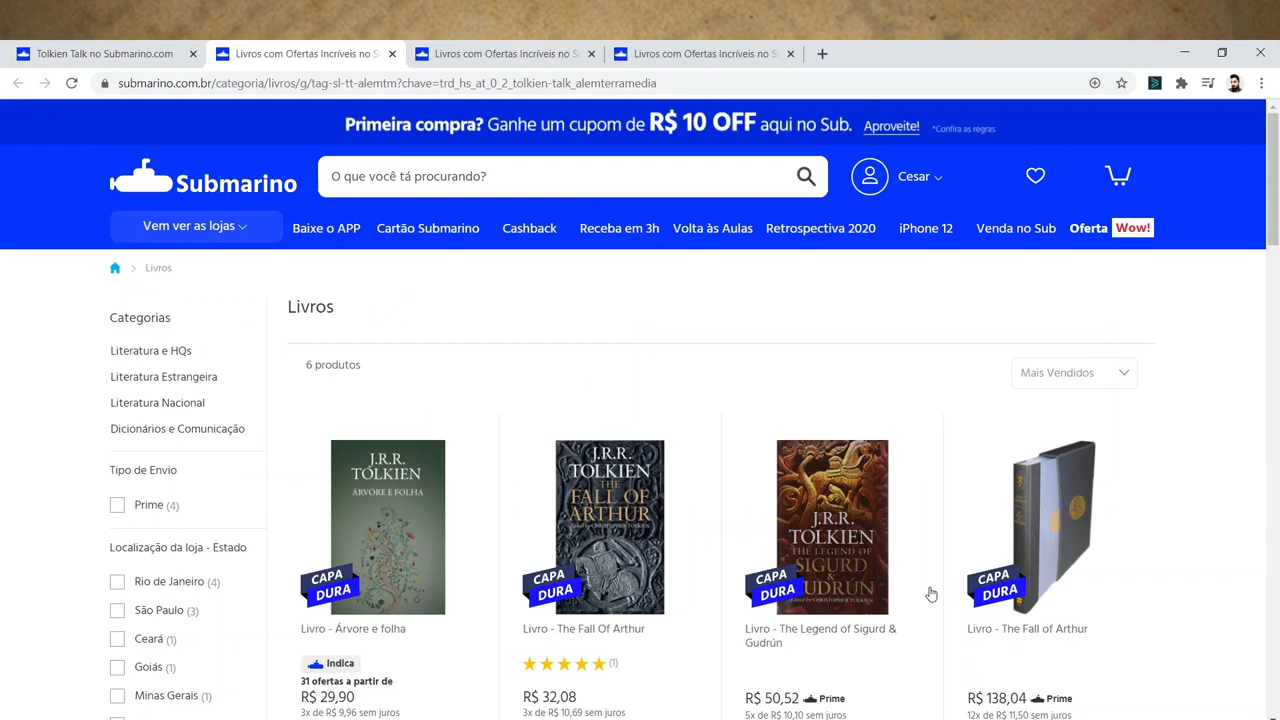 Tolkien Talk no Submarino.com
Livros com Ofertas Incríveis no S
Livros com Ofertas Incríveis no S
Livros com Ofertas Incríveis no S
submarino.com.br/categoria/livros/g/tag-sl-tt-alemtm?chave=trd_hs_at_0_2_tolkien-talk_alemterramedia
Primeira compra? Ganhe um cupom de R$ 10 OFF aqui no Sub. Aproveite! *Confira as regras
Submarino
O que você tá procurando?
Cesar
Vem ver as lojas
Baixe o APP
Cartão Submarino
Cashback
Receba em 3h
Volta às Aulas
Retrospectiva 2020
iPhone 12
Venda no Sub
Oferta Wow!
Livros
Categorias
Literatura e HQs
Literatura Estrangeira
Literatura Nacional
Dicionários e Comunicação
Tipo de Envio
Prime (4)
Localização da loja - Estado
Rio de Janeiro (4)
São Paulo (3)
Ceará (1)
Goiás (1)
Minas Gerais (1)
Livros
6 produtos
Mais Vendidos
J.R.R.
TOLKIEN
ÁRVORE E FOLHA
CAPA
DURA
Livro - Árvore e folha
Indica
31 ofertas a partir de
R$ 29,90
3x de R$ 9,96 sem juros
J.R.R.
TOLKIEN
THE
FALL OF
ARTHUR
Edited by CHRISTOPHER TOLKIEN
CAPA
DURA
Livro - The Fall Of Arthur
(1)
R$ 32,08
3x de R$ 10,69 sem juros
J.R.R.
TOLKIEN
THE LEGEND OF
SIGURD
&
GUDRÚN
Edited by CHRISTOPHER TOLKIEN
CAPA
DURA
Livro - The Legend of Sigurd &
Gudrún
R$ 50,52 Prime
5x de R$ 10,10 sem juros
CAPA
DURA
Livro - The Fall of Arthur
R$ 138,04 Prime
12x de R$ 11,50 sem juros